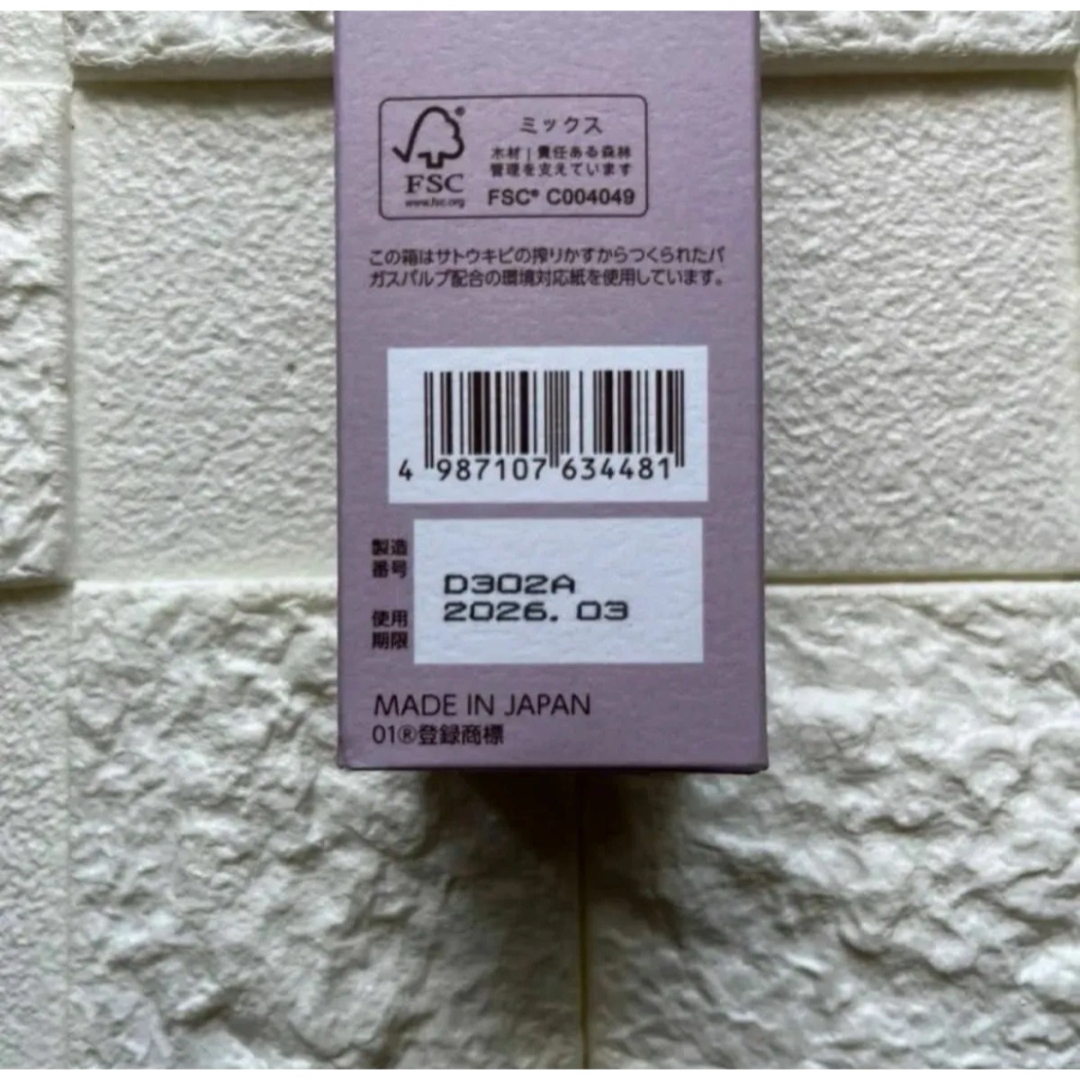 ミックス
木材 | 責任ある森林
管理を支えています
FSC® C004049
FSC®
www.fsc.org
この箱はサトウキビの搾りかすからつくられたバ
ガスパルプ配合の環境対応紙を使用しています。
4 987107 634481
製造
番号
D302A
使用
期限
2026. 03
MADE IN JAPAN
01®登録商標